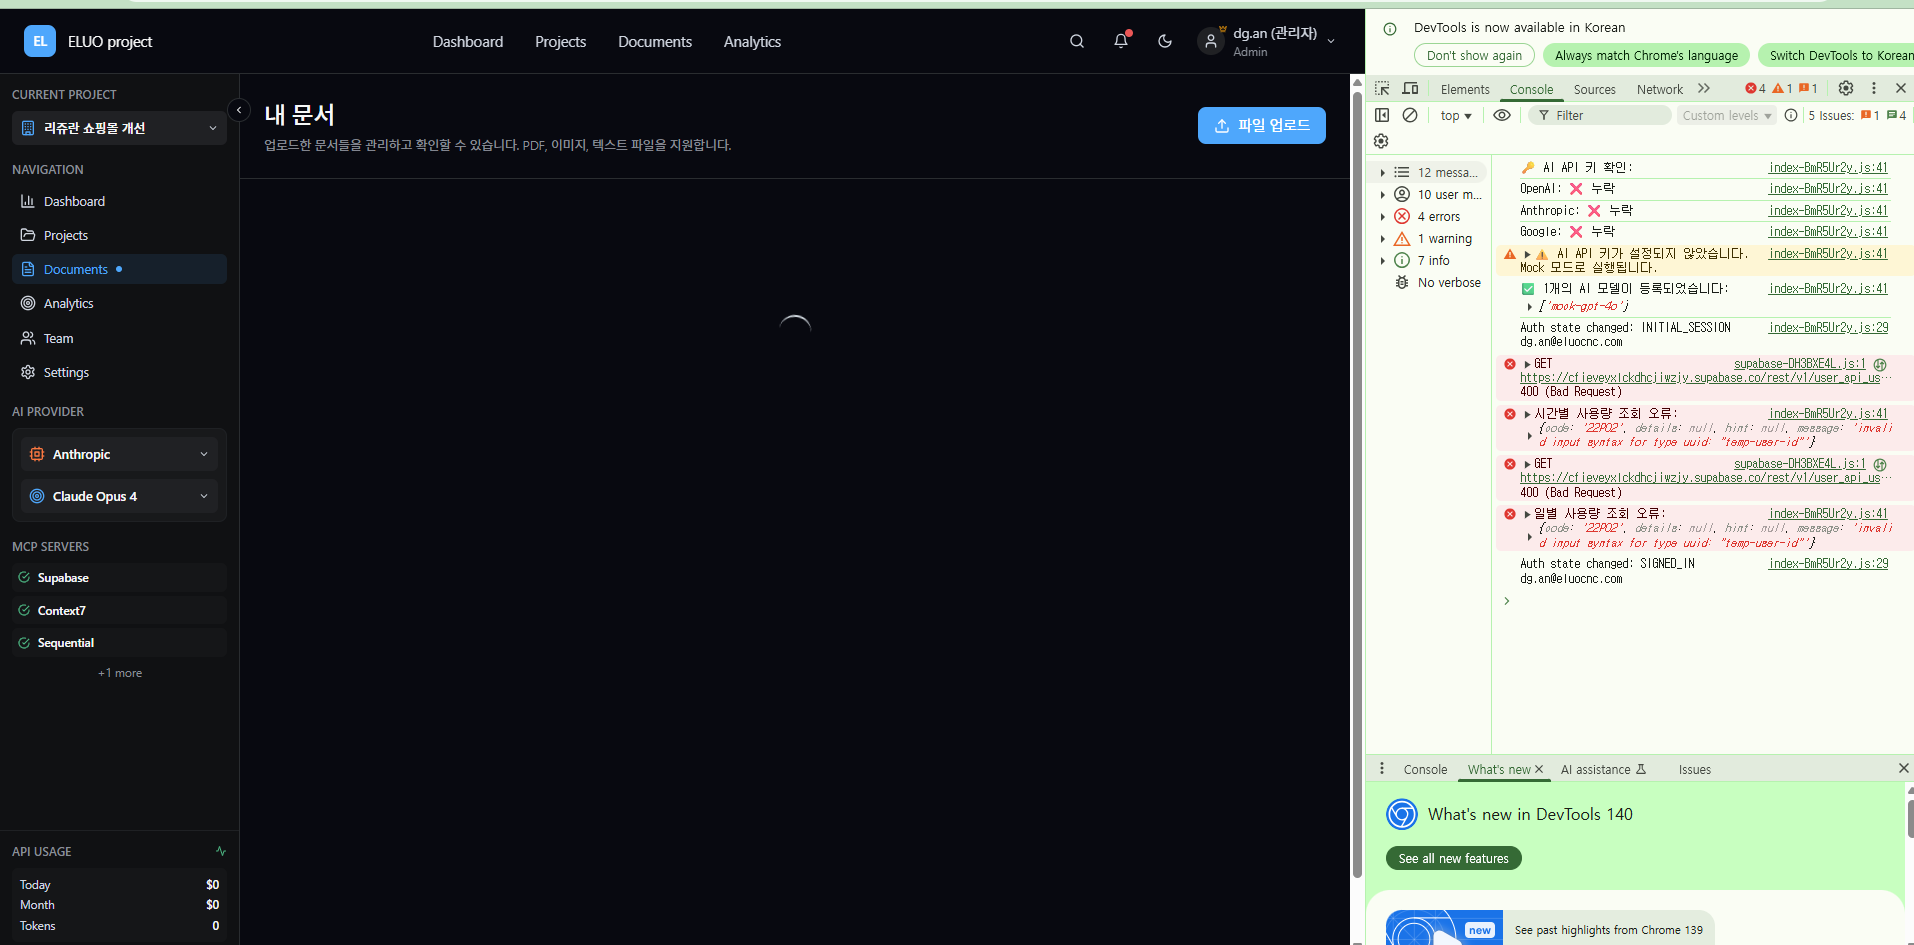 EL ELUO project
Dashboard Projects Documents Analytics
dg.an (관리자)
Admin
CURRENT PROJECT
리쥬란 쇼핑몰 개선
NAVIGATION
Dashboard
Projects
Documents
Analytics
Team
Settings
AI PROVIDER
Anthropic
Claude Opus 4
MCP SERVERS
Supabase
Context7
Sequential
+1 more
API USAGE
Today $0
Month $0
Tokens 0
내 문서
업로드한 문서들을 관리하고 확인할 수 있습니다. PDF, 이미지, 텍스트 파일을 지원합니다.
파일 업로드
DevTools is now available in Korean
Don't show again Always match Chrome's language Switch DevTools to Korean
Elements Console Sources Network 4 1 1
top Filter Custom levels 5 Issues: 1 4
12 messa...
10 user m...
4 errors
1 warning
7 info
No verbose
🔑 AI API 키 확인: index-BmR5Ur2y.js:41
OpenAI: ❌ 누락 index-BmR5Ur2y.js:41
Anthropic: ❌ 누락 index-BmR5Ur2y.js:41
Google: ❌ 누락 index-BmR5Ur2y.js:41
⚠️ AI API 키가 설정되지 않았습니다. index-BmR5Ur2y.js:41
Mock 모드로 실행됩니다.
✅ 1개의 AI 모델이 등록되었습니다: index-BmR5Ur2y.js:41
['mock-gpt-4o']
Auth state changed: INITIAL_SESSION index-BmR5Ur2y.js:29
dg.an@eluocnc.com
GET supabase-DH3BXE4L.js:1
https://cfieveyxlckdhcjiwzjy.supabase.co/rest/v1/user_api_us…
400 (Bad Request)
시간별 사용량 조회 오류: index-BmR5Ur2y.js:41
{code: '22P02', details: null, hint: null, message: 'invali
d input syntax for type uuid: "temp-user-id"'}
GET supabase-DH3BXE4L.js:1
https://cfieveyxlckdhcjiwzjy.supabase.co/rest/v1/user_api_us…
400 (Bad Request)
일별 사용량 조회 오류: index-BmR5Ur2y.js:41
{code: '22P02', details: null, hint: null, message: 'invali
d input syntax for type uuid: "temp-user-id"'}
Auth state changed: SIGNED_IN index-BmR5Ur2y.js:29
dg.an@eluocnc.com
Console What's new AI assistance Issues
What's new in DevTools 140
See all new features
new See past highlights from Chrome 139